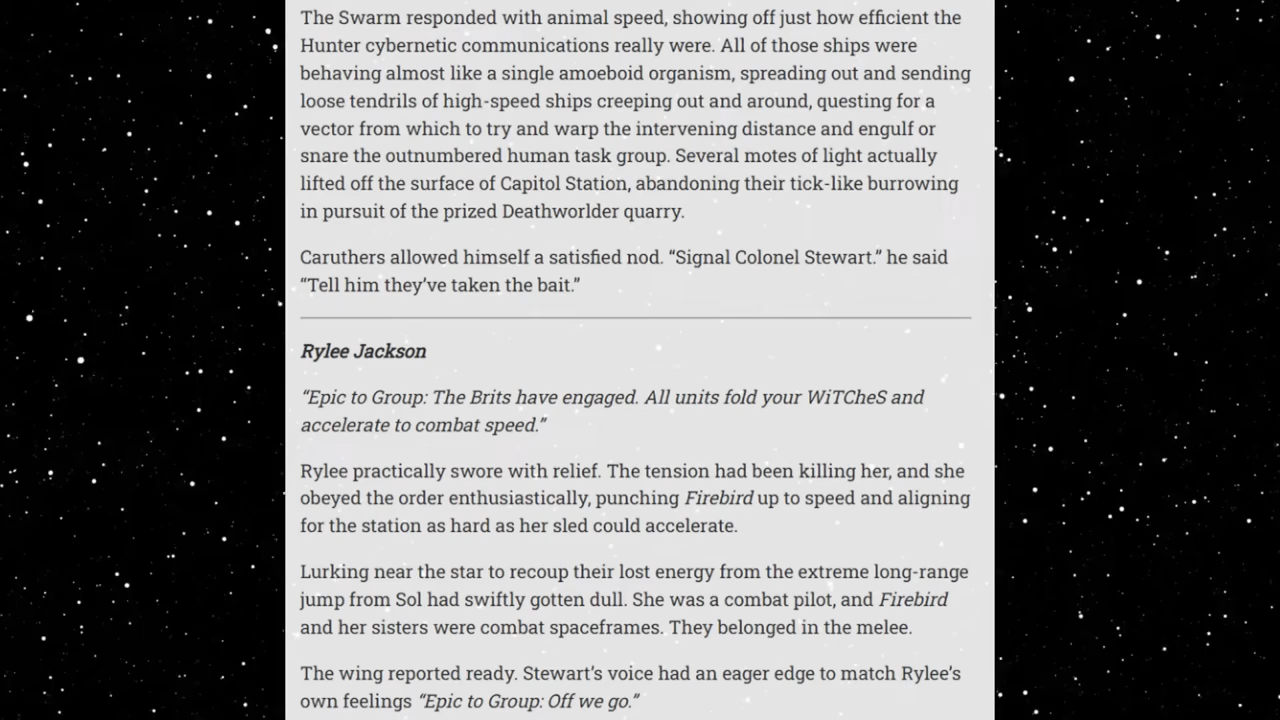 The Swarm responded with animal speed, showing off just how efficient the
Hunter cybernetic communications really were. All of those ships were
behaving almost like a single amoeboid organism, spreading out and sending
loose tendrils of high-speed ships creeping out and around, questing for a
vector from which to try and warp the intervening distance and engulf or
snare the outnumbered human task group. Several motes of light actually
lifted off the surface of Capitol Station, abandoning their tick-like burrowing
in pursuit of the prized Deathworlder quarry.
Caruthers allowed himself a satisfied nod. “Signal Colonel Stewart.” he said
“Tell him they’ve taken the bait.”
Rylee Jackson
“Epic to Group: The Brits have engaged. All units fold your WiTCheS and
accelerate to combat speed.”
Rylee practically swore with relief. The tension had been killing her, and she
obeyed the order enthusiastically, punching Firebird up to speed and aligning
for the station as hard as her sled could accelerate.
Lurking near the star to recoup their lost energy from the extreme long-range
jump from Sol had swiftly gotten dull. She was a combat pilot, and Firebird
and her sisters were combat spaceframes. They belonged in the melee.
The wing reported ready. Stewart’s voice had an eager edge to match Rylee’s
own feelings “Epic to Group: Off we go.”